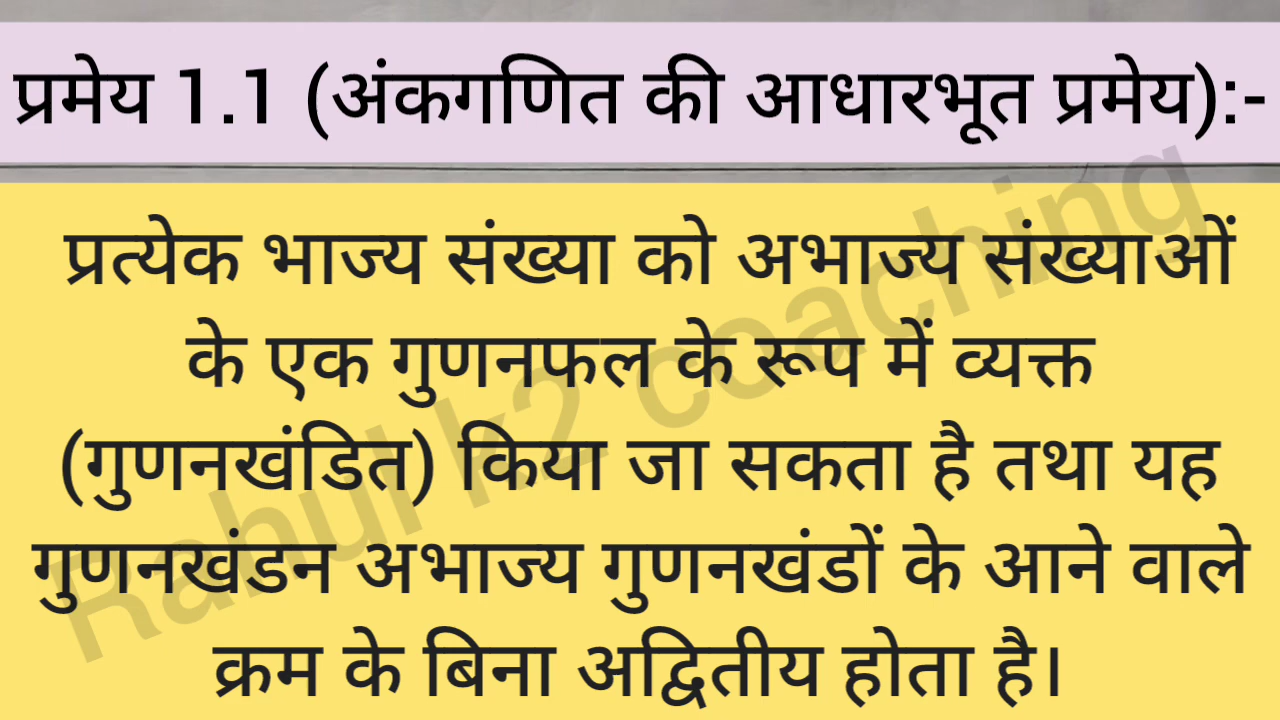 प्रमेय 1.1 (अंकगणित की आधारभूत प्रमेय):-
प्रत्येक भाज्य संख्या को अभाज्य संख्याओं
के एक गुणनफल के रूप में व्यक्त
(गुणनखंडित) किया जा सकता है तथा यह
गुणनखंडन अभाज्य गुणनखंडों के आने वाले
क्रम के बिना अद्वितीय होता है।
Rahul k2 coaching